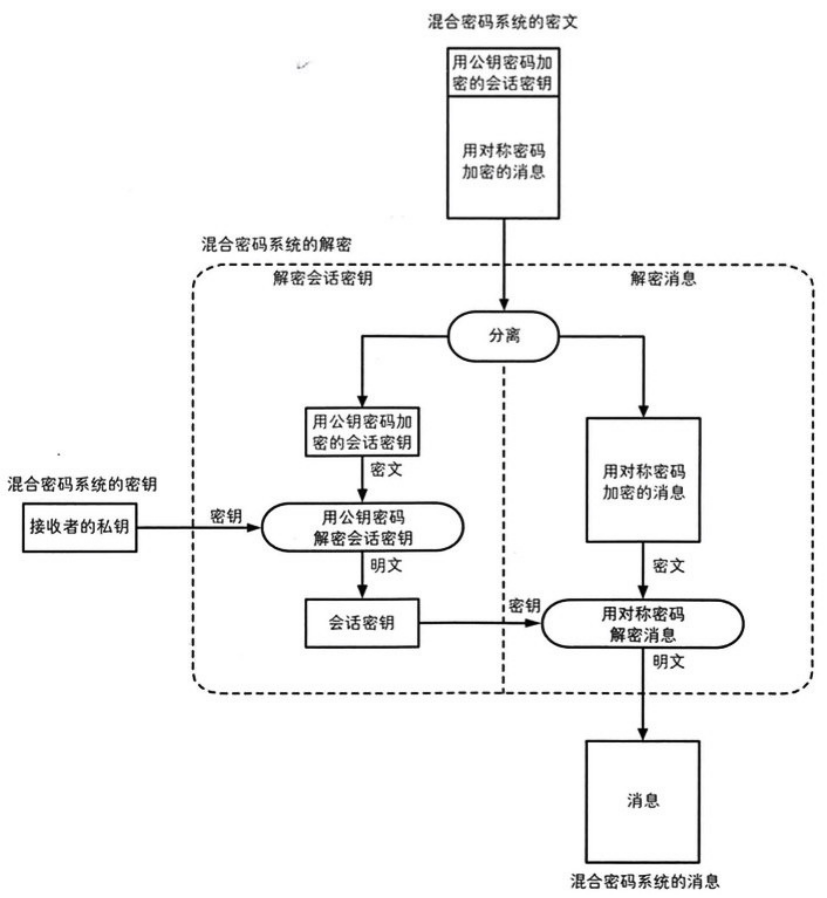 混合密码系统的密文
用公钥密码加
密的会话密钥
用对称密码
加密的消息
混合密码系统的解密
解密会话密钥
解密消息
分离
用公钥密码加
密的会话密钥
密文
用对称密码
加密的消息
混合密码系统的密钥
接收者的私钥
密钥
用公钥密码
解密会话密钥
明文
密文
会话密钥
密钥
用对称密码
解密消息
明文
消息
混合密码系统的消息